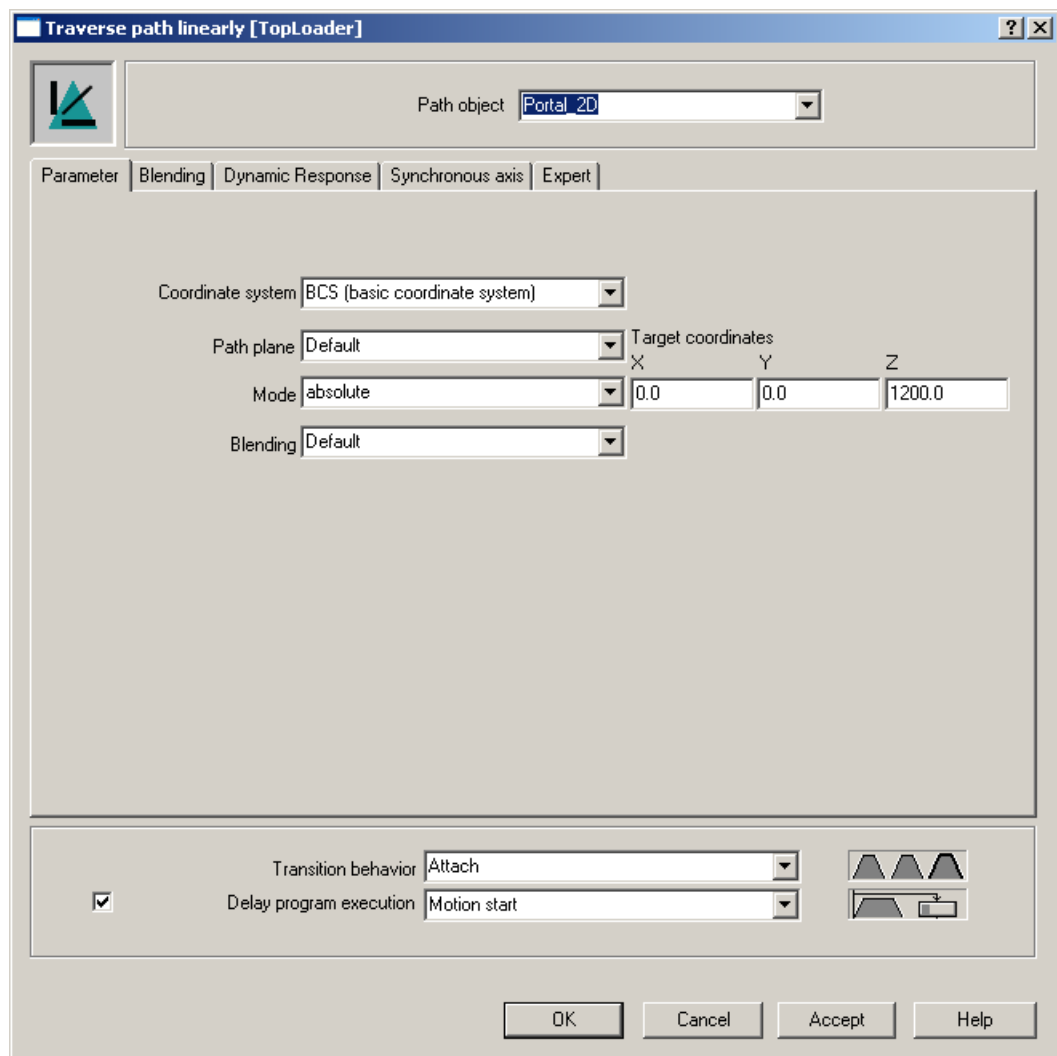 Traverse path linearly [TopLoader]
Path object Portal_2D
Parameter Blending Dynamic Response Synchronous axis Expert
Coordinate system BCS (basic coordinate system)
Path plane Default Target coordinates
X Y Z
Mode absolute 0.0 0.0 1200.0
Blending Default
Transition behavior Attach
Delay program execution Motion start
OK Cancel Accept Help